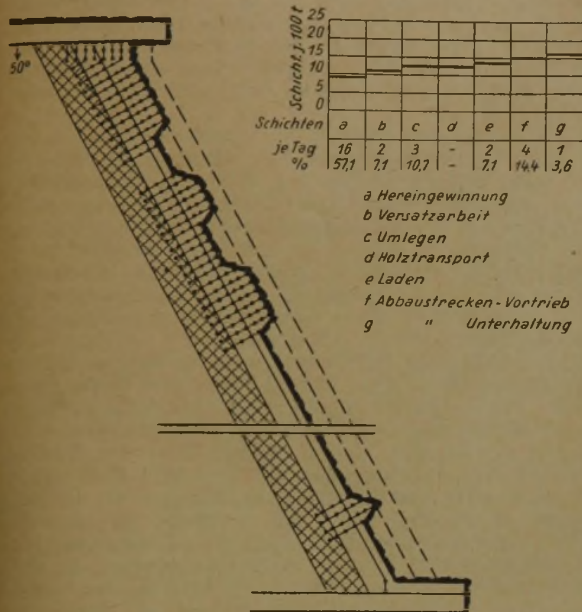 25
20
15
10
5
0
Schicht. j. 100 t
50°
Schichten a b c d e f g
je Tag 16 2 3 - 2 4 1
% 57,1 7,1 10,7 - 7,1 14,4 3,6
a Hereingewinnung
b Versatzarbeit
c Umlegen
d Holztransport
e Laden
f Abbaustrecken-Vortrieb
g " Unterhaltung